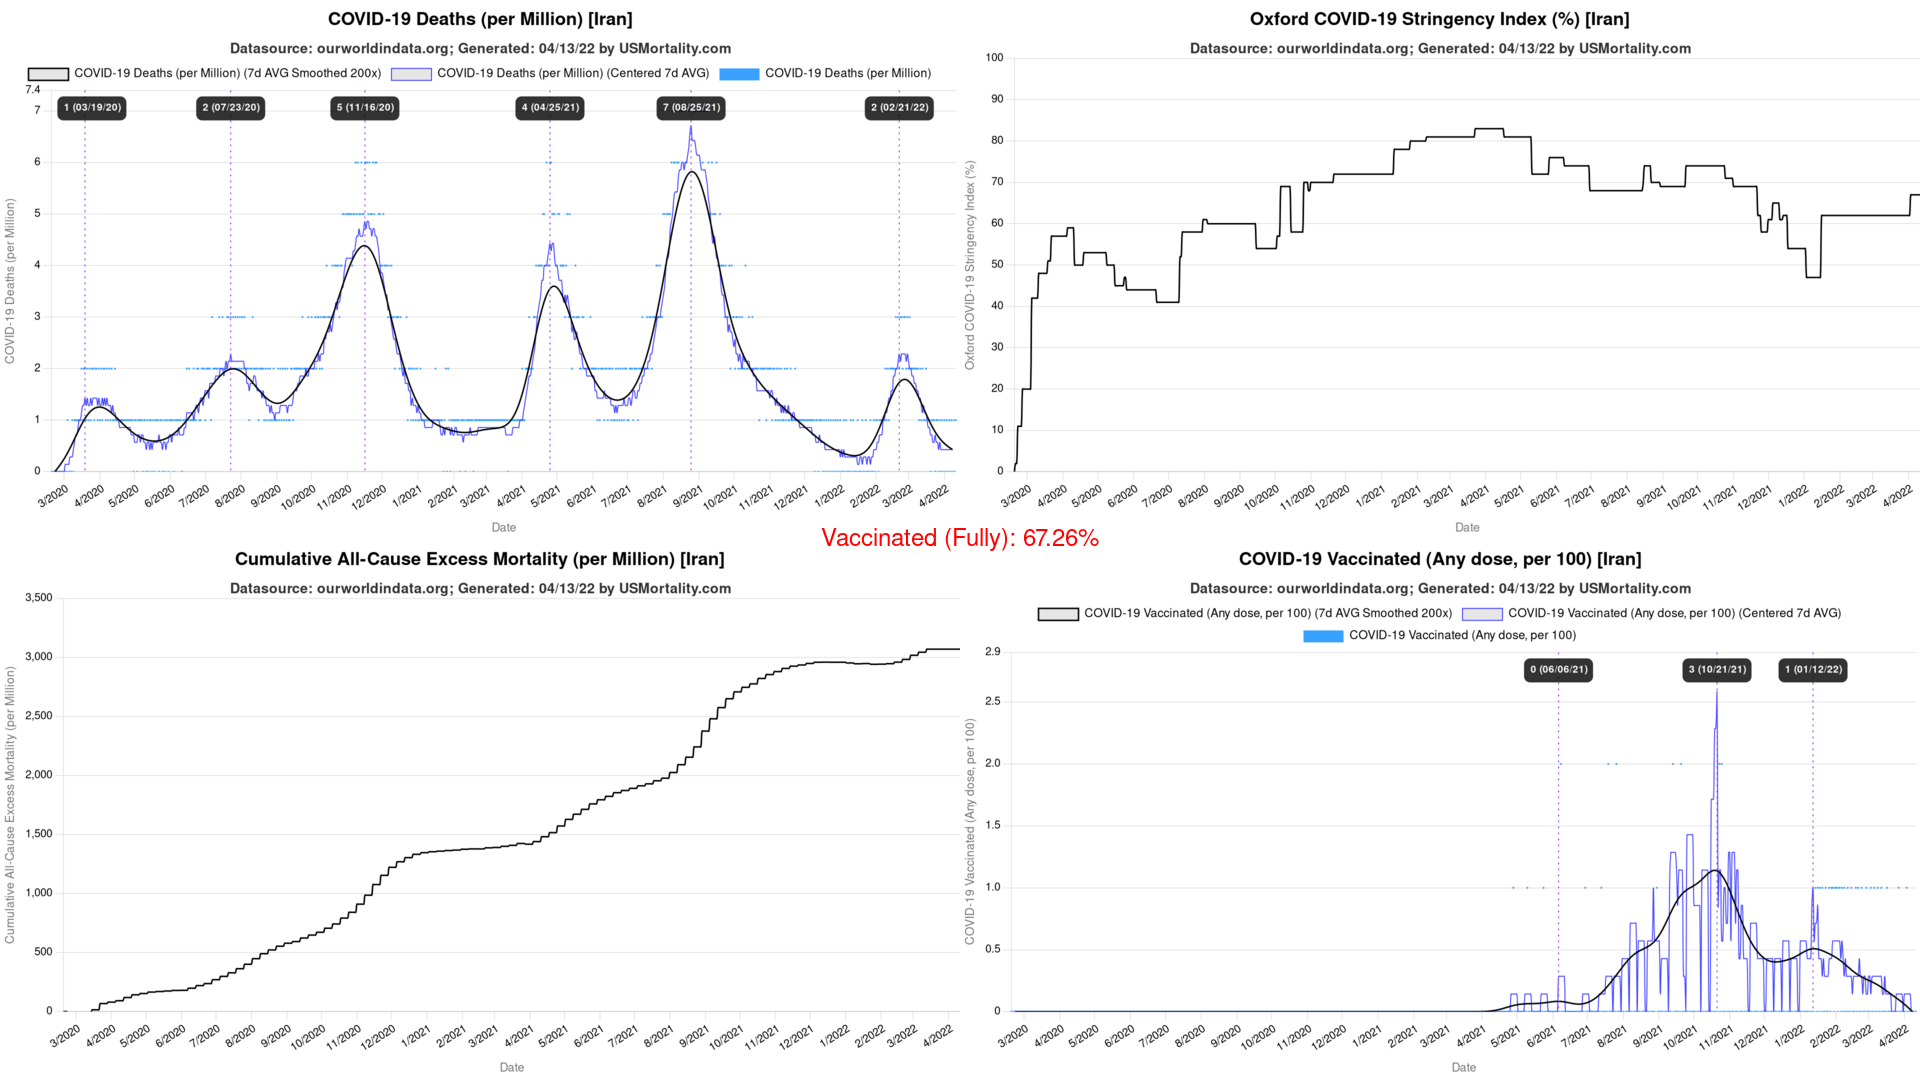 COVID-19 Deaths (per Million) [Iran]
Datasource: ourworldindata.org; Generated: 04/13/22 by USMortality.com
COVID-19 Deaths (per Million) (7d AVG Smoothed 200x) COVID-19 Deaths (per Million) (Centered 7d AVG) COVID-19 Deaths (per Million)
7.4
1 (03/19/20) 2 (07/23/20) 5 (11/16/20) 4 (04/25/21) 7 (08/25/21) 2 (02/21/22)
7
6
5
4
3
2
1
0
COVID-19 Deaths (per Million)
3/2020 4/2020 5/2020 6/2020 7/2020 8/2020 9/2020 10/2020 11/2020 12/2020 1/2021 2/2021 3/2021 4/2021 5/2021 6/2021 7/2021 8/2021 9/2021 10/2021 11/2021 12/2021 1/2022 2/2022 3/2022 4/2022
Date
Oxford COVID-19 Stringency Index (%) [Iran]
Datasource: ourworldindata.org; Generated: 04/13/22 by USMortality.com
100
90
80
70
60
50
40
30
20
10
0
Oxford COVID-19 Stringency Index (%)
3/2020 4/2020 5/2020 6/2020 7/2020 8/2020 9/2020 10/2020 11/2020 12/2020 1/2021 2/2021 3/2021 4/2021 5/2021 6/2021 7/2021 8/2021 9/2021 10/2021 11/2021 12/2021 1/2022 2/2022 3/2022 4/2022
Date
Vaccinated (Fully): 67.26%
Cumulative All-Cause Excess Mortality (per Million) [Iran]
Datasource: ourworldindata.org; Generated: 04/13/22 by USMortality.com
3,500
3,000
2,500
2,000
1,500
1,000
500
0
Cumulative All-Cause Excess Mortality (per Million)
3/2020 4/2020 5/2020 6/2020 7/2020 8/2020 9/2020 10/2020 11/2020 12/2020 1/2021 2/2021 3/2021 4/2021 5/2021 6/2021 7/2021 8/2021 9/2021 10/2021 11/2021 12/2021 1/2022 2/2022 3/2022 4/2022
Date
COVID-19 Vaccinated (Any dose, per 100) [Iran]
Datasource: ourworldindata.org; Generated: 04/13/22 by USMortality.com
COVID-19 Vaccinated (Any dose, per 100) (7d AVG Smoothed 200x) COVID-19 Vaccinated (Any dose, per 100) (Centered 7d AVG)
COVID-19 Vaccinated (Any dose, per 100)
2.9
0 (06/06/21) 3 (10/21/21) 1 (01/12/22)
2.5
2.0
1.5
1.0
0.5
0
COVID-19 Vaccinated (Any dose, per 100)
3/2020 4/2020 5/2020 6/2020 7/2020 8/2020 9/2020 10/2020 11/2020 12/2020 1/2021 2/2021 3/2021 4/2021 5/2021 6/2021 7/2021 8/2021 9/2021 10/2021 11/2021 12/2021 1/2022 2/2022 3/2022 4/2022
Date